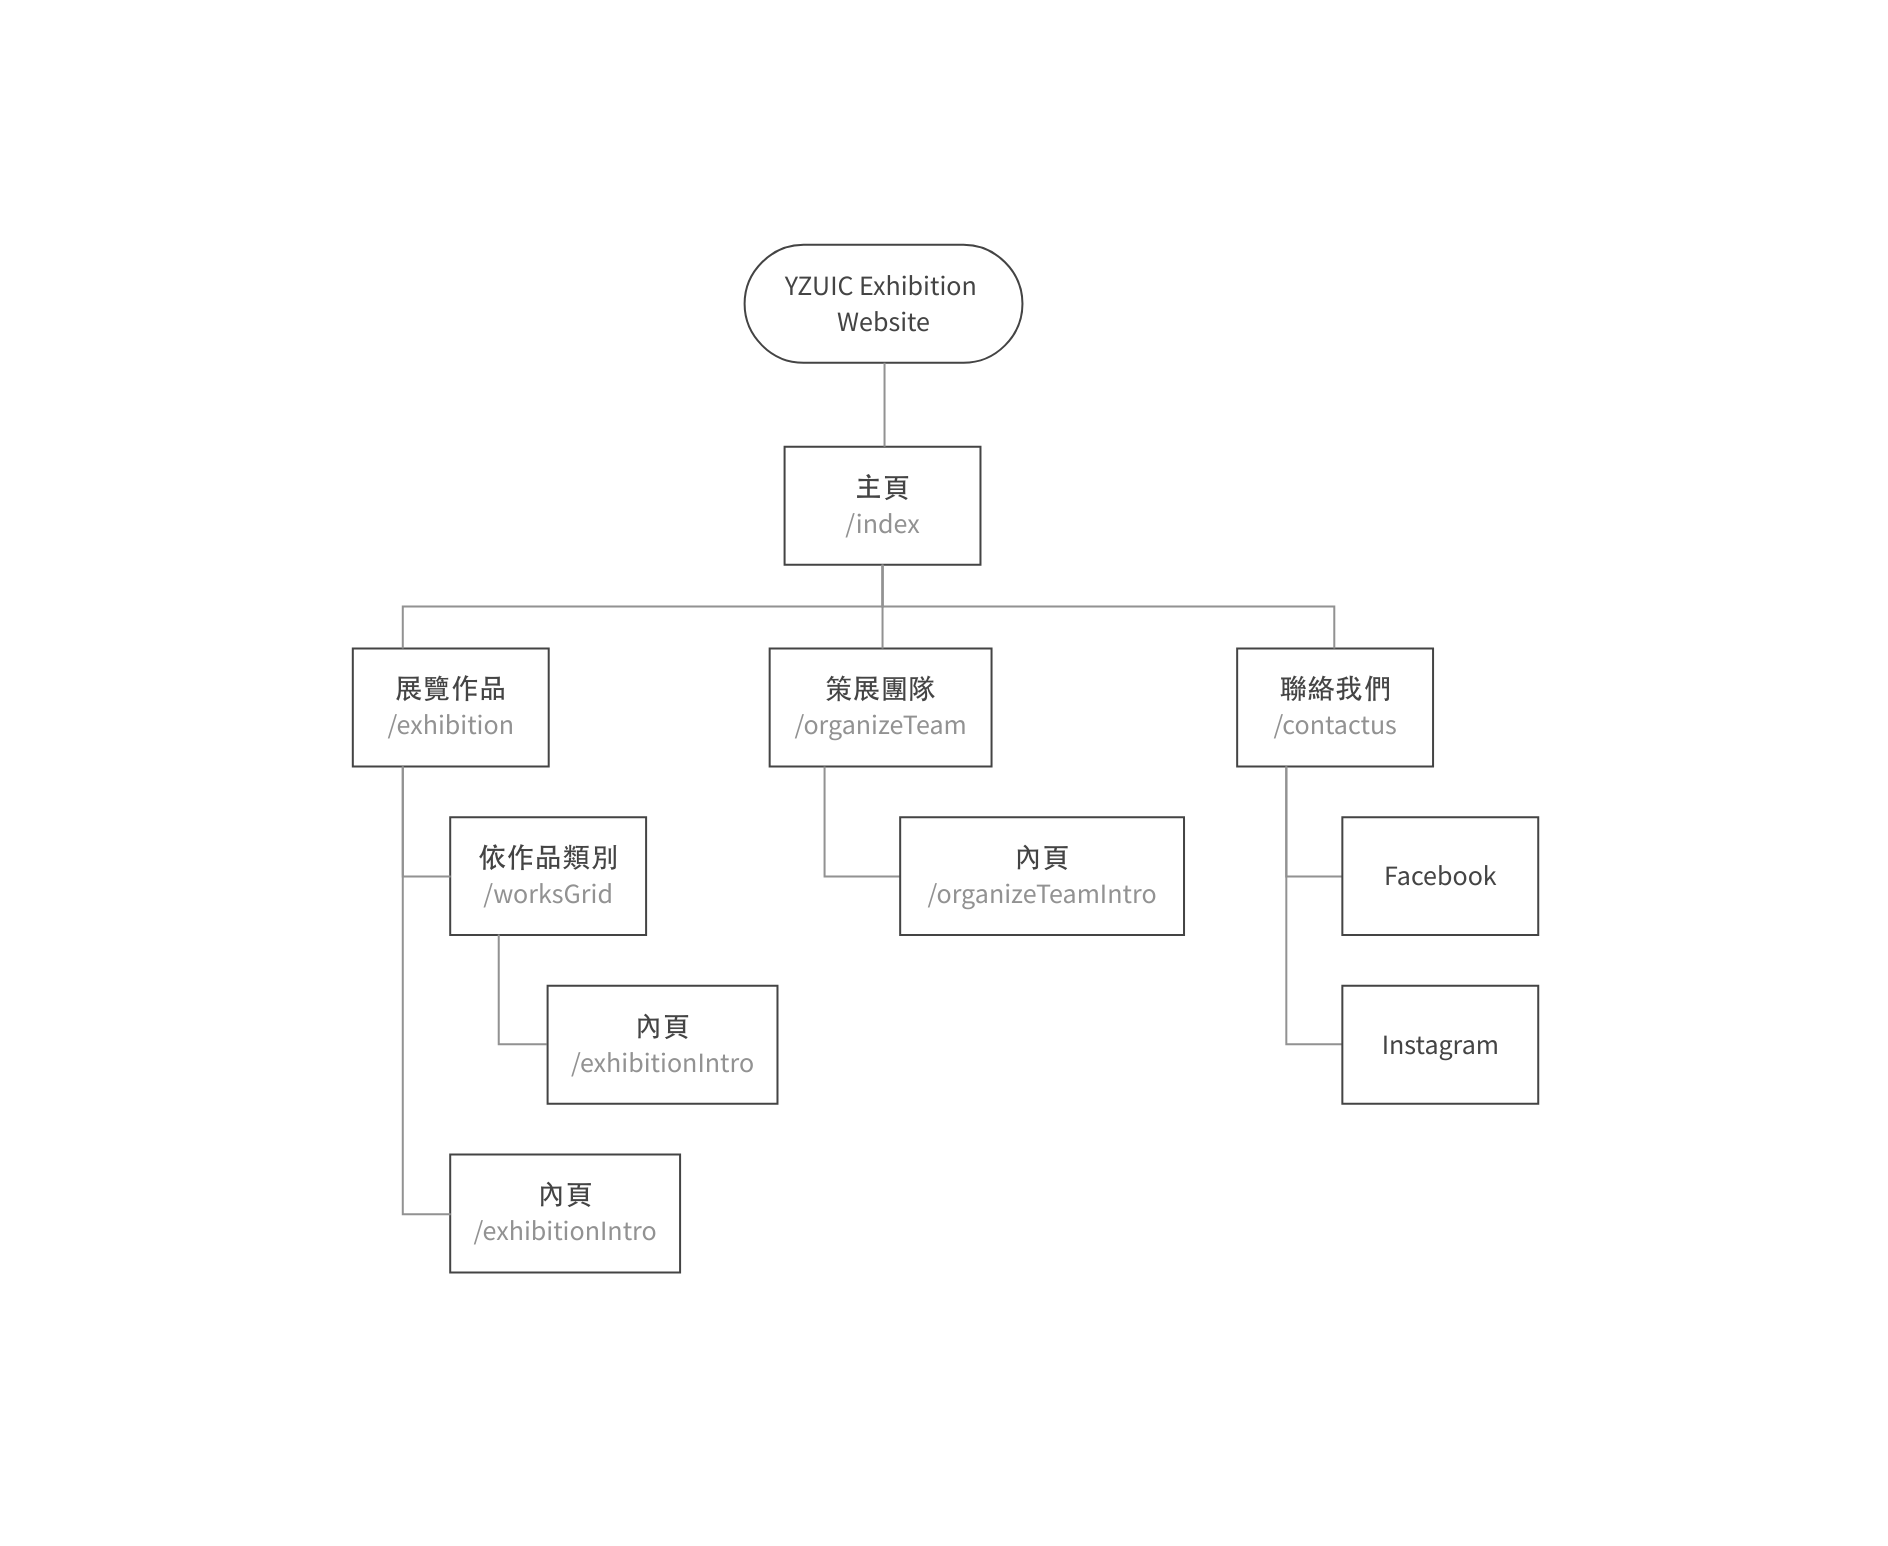 YZUIC Exhibition
Website
主頁
/index
展覽作品
/exhibition
策展團隊
/organizeTeam
聯絡我們
/contactus
依作品類別
/worksGrid
內頁
/organizeTeamIntro
Facebook
內頁
/exhibitionIntro
Instagram
內頁
/exhibitionIntro